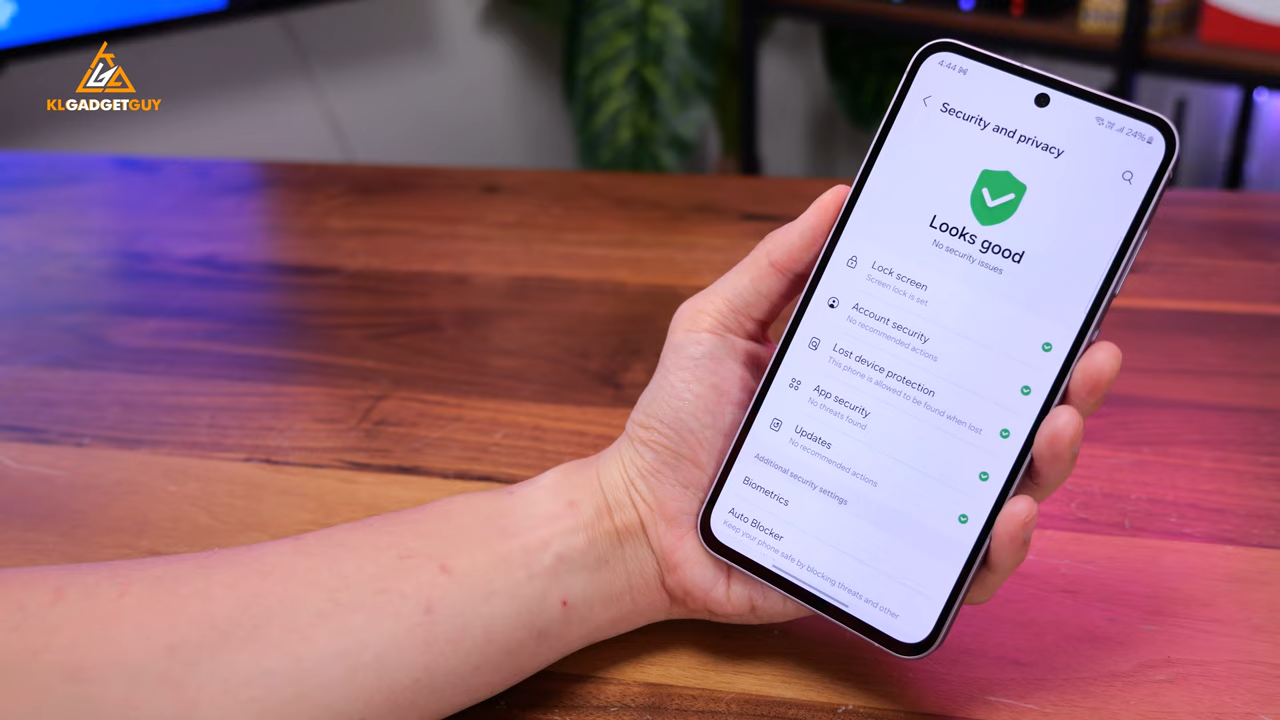 KLGADGETGUY
4:44
24%
Security and privacy
Looks good
No security issues
Lock screen
Screen lock is set
Account security
No recommended actions
Lost device protection
This phone is allowed to be found when lost
App security
No threats found
Updates
No recommended actions
Additional security settings
Biometrics
Auto Blocker
Keep your phone safe by blocking threats and other